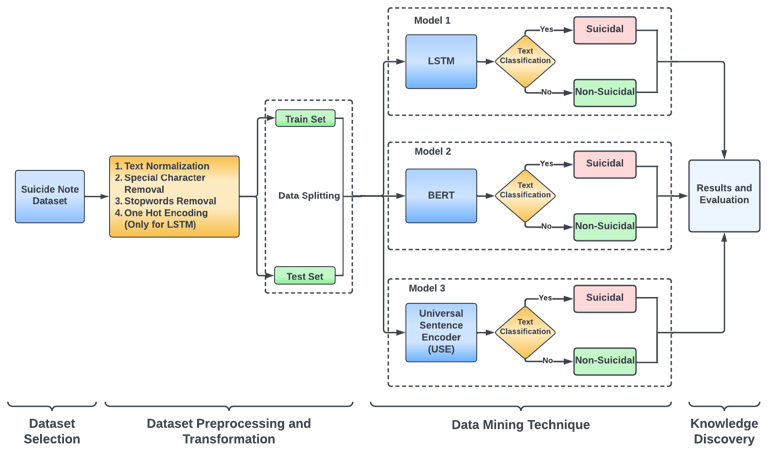 Suicide Note
Dataset
1. Text Normalization
2. Special Character
Removal
3. Stopwords Removal
4. One Hot Encoding
(Only for LSTM)
Train Set
Data Splitting
Test Set
Model 1
LSTM
Text
Classification
Yes
No
Suicidal
Non-Suicidal
Model 2
BERT
Text
Classification
Yes
No
Suicidal
Non-Suicidal
Model 3
Universal
Sentence
Encoder
(USE)
Text
Classification
Yes
No
Suicidal
Non-Suicidal
Results and
Evaluation
Dataset
Selection
Dataset Preprocessing and
Transformation
Data Mining Technique
Knowledge
Discovery